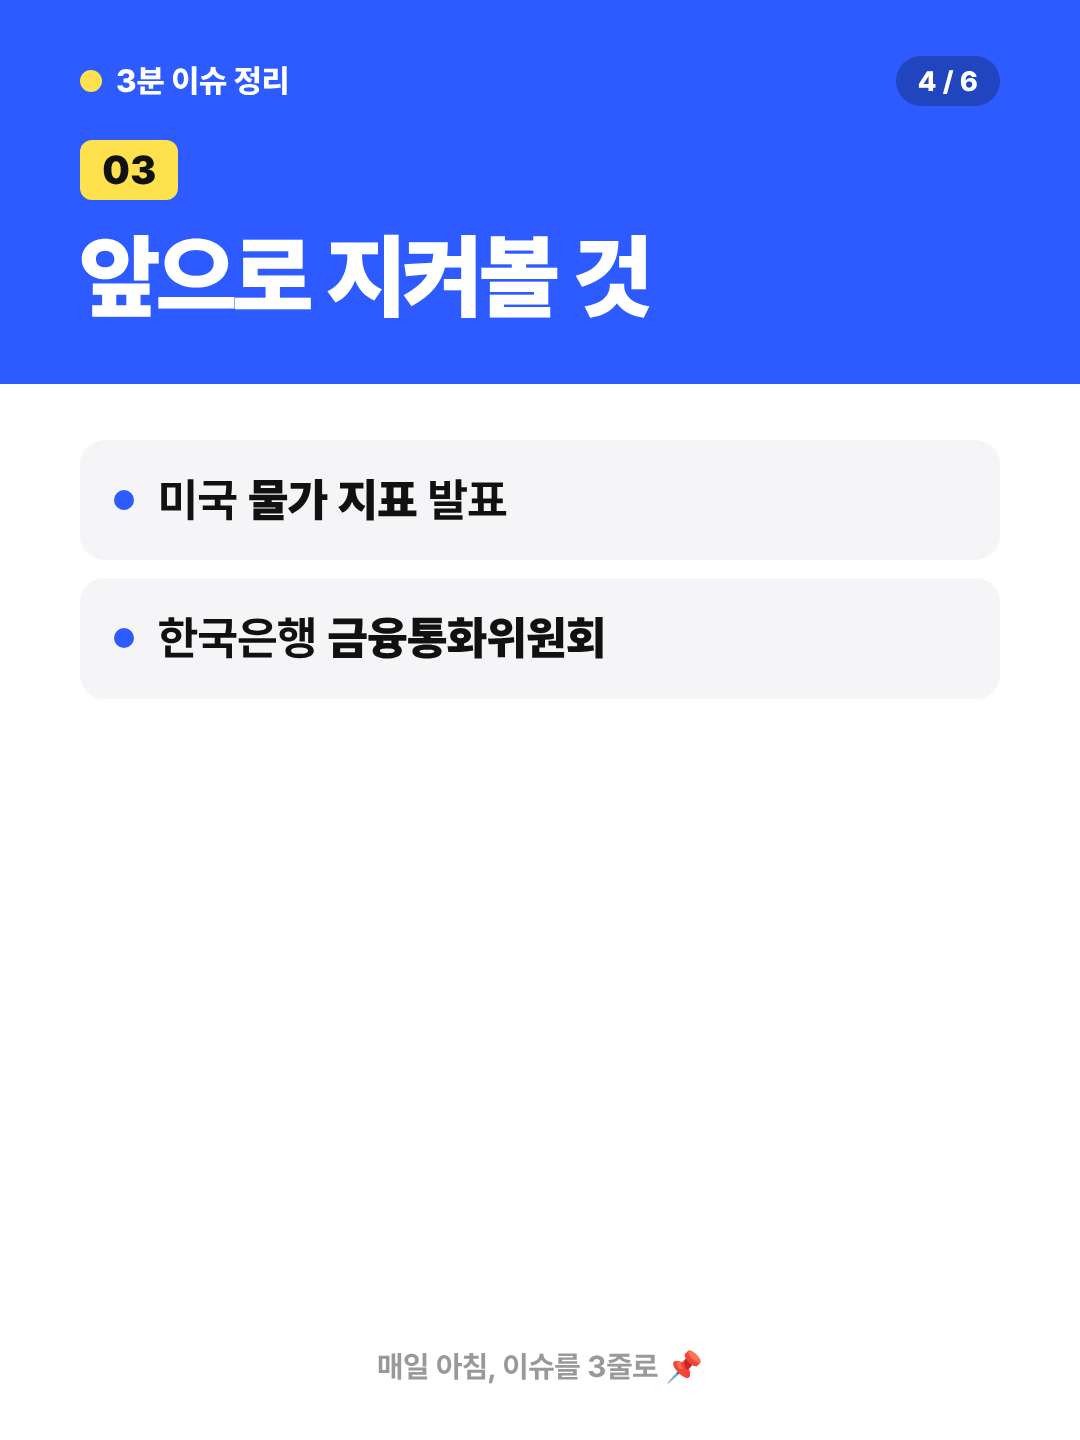 3분 이슈 정리
4 / 6
03
앞으로 지켜볼 것
미국 물가 지표 발표
한국은행 금융통화위원회
매일 아침, 이슈를 3줄로 📌